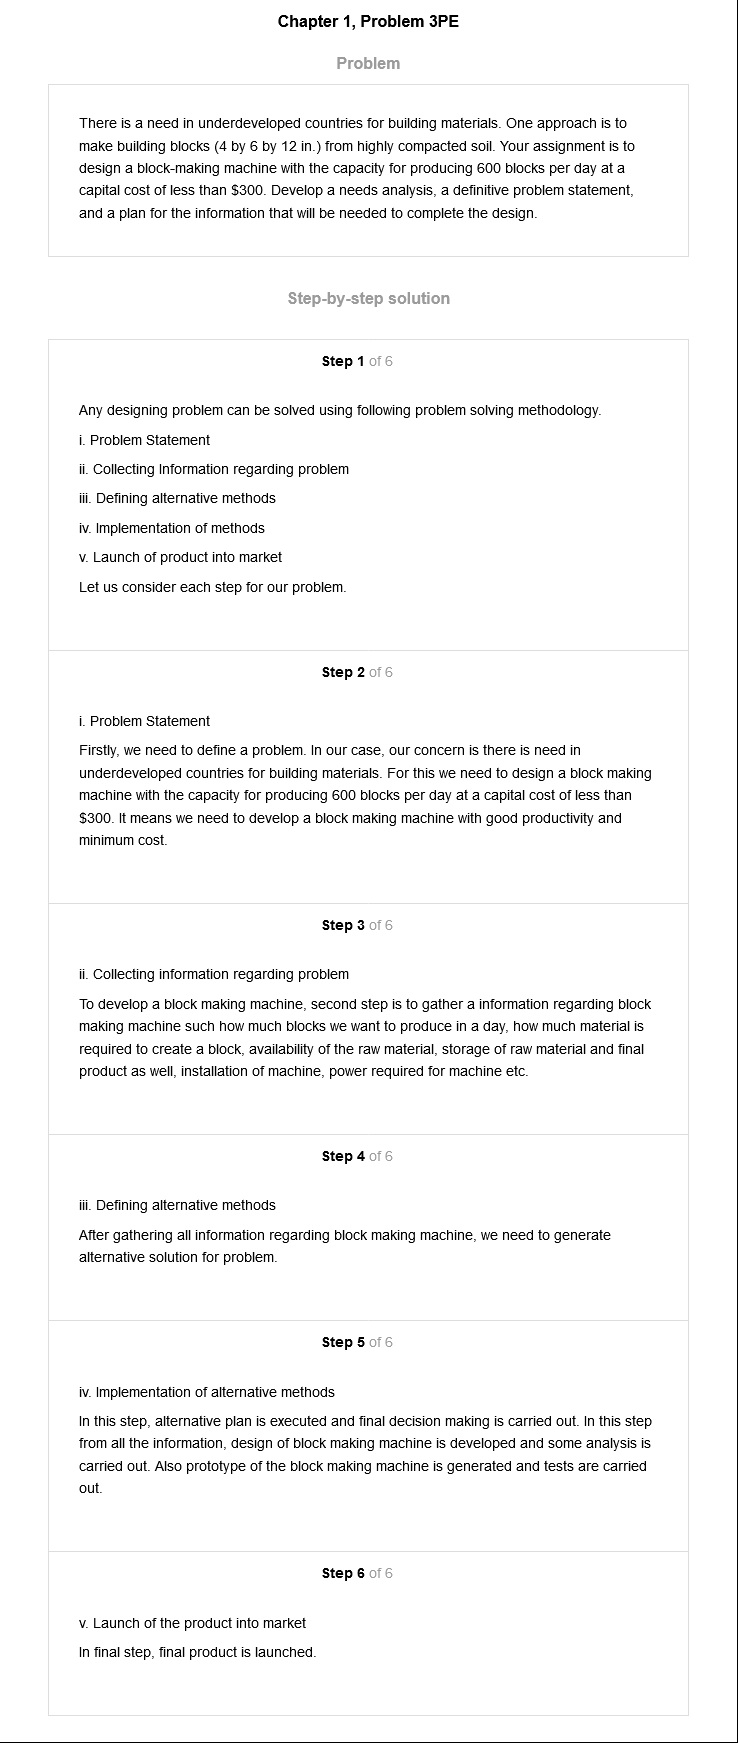 Chapter 1, Problem 3PE
Problem
There is a need in underdeveloped countries for building materials. One approach is to
make building blocks (4 by 6 by 12 in.) from highly compacted soil. Your assignment is to
design a block-making machine with the capacity for producing 600 blocks per day at a
capital cost of less than $300. Develop a needs analysis, a definitive problem statement,
and a plan for the information that will be needed to complete the design.
Step-by-step solution
Step 1 of 6
Any designing problem can be solved using following problem solving methodology.
i. Problem Statement
ii. Collecting Information regarding problem
iii. Defining alternative methods
iv. Implementation of methods
v. Launch of product into market
Let us consider each step for our problem.
Step 2 of 6
i. Problem Statement
Firstly, we need to define a problem. In our case, our concern is there is need in
underdeveloped countries for building materials. For this we need to design a block making
machine with the capacity for producing 600 blocks per day at a capital cost of less than
$300. It means we need to develop a block making machine with good productivity and
minimum cost.
Step 3 of 6
ii. Collecting information regarding problem
To develop a block making machine, second step is to gather a information regarding block
making machine such how much blocks we want to produce in a day, how much material is
required to create a block, availability of the raw material, storage of raw material and final
product as well, installation of machine, power required for machine etc.
Step 4 of 6
iii. Defining alternative methods
After gathering all information regarding block making machine, we need to generate
alternative solution for problem.
Step 5 of 6
iv. Implementation of alternative methods
In this step, alternative plan is executed and final decision making is carried out. In this step
from all the information, design of block making machine is developed and some analysis is
carried out. Also prototype of the block making machine is generated and tests are carried
out.
Step 6 of 6
v. Launch of the product into market
In final step, final product is launched.